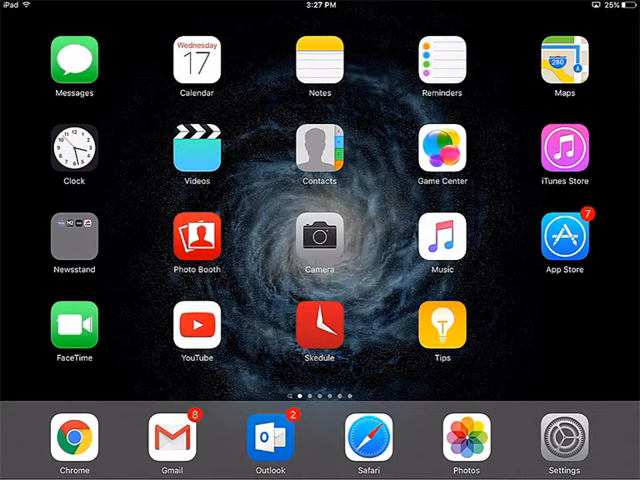 iPad 3:27 PM 25%
Wednesday
17
280
Messages Calendar Notes Reminders Maps
Clock Videos Contacts Game Center iTunes Store
7
Newsstand Photo Booth Camera Music App Store
FaceTime YouTube Skedule Tips
8 2
Chrome Gmail Outlook Safari Photos Settings